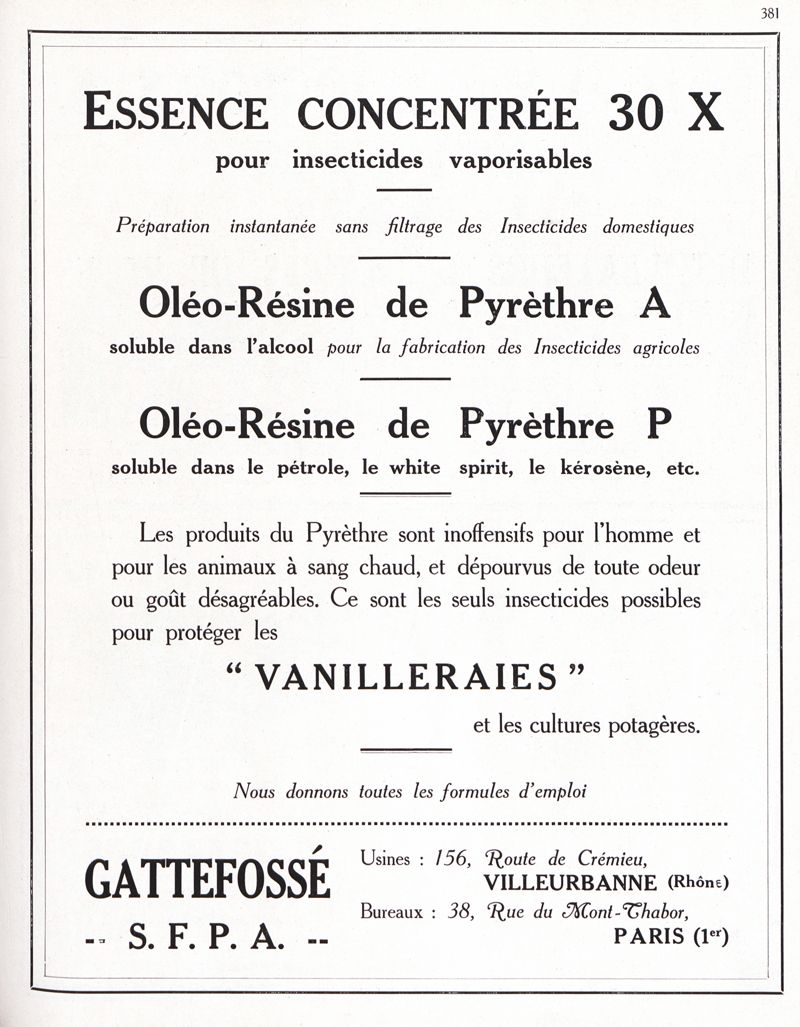 381
ESSENCE CONCENTRÉE 30 X
pour insecticides vaporisables
Préparation instantanée sans filtrage des Insecticides domestiques
Oléo-Résine de Pyrèthre A
soluble dans l'alcool pour la fabrication des Insecticides agricoles
Oléo-Résine de Pyrèthre P
soluble dans le pétrole, le white spirit, le kérosène, etc.
Les produits du Pyrèthre sont inoffensifs pour l'homme et
pour les animaux à sang chaud, et dépourvus de toute odeur
ou goût désagréables. Ce sont les seuls insecticides possibles
pour protéger les
“ VANILLERAIES ”
et les cultures potagères.
Nous donnons toutes les formules d'emploi
GATTEFOSSÉ
-- S. F. P. A. --
Usines : 156, Route de Crémieu,
VILLEURBANNE (Rhône)
Bureaux : 38, Rue du Mont-Thabor,
PARIS (1er)